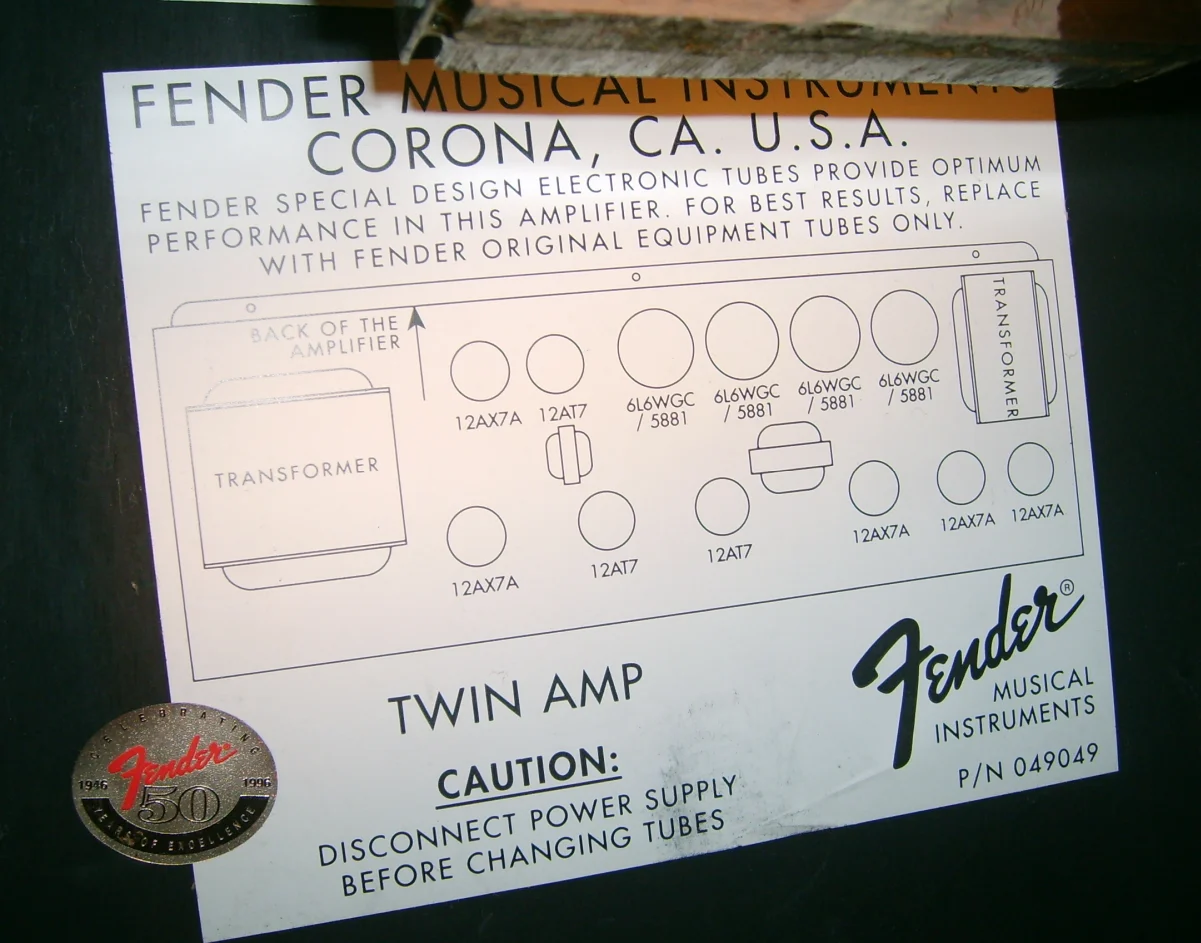 FENDER MUSICAL INSTRUMENTS
CORONA, CA. U.S.A.
FENDER SPECIAL DESIGN ELECTRONIC TUBES PROVIDE OPTIMUM
PERFORMANCE IN THIS AMPLIFIER. FOR BEST RESULTS, REPLACE
WITH FENDER ORIGINAL EQUIPMENT TUBES ONLY.
BACK OF THE
AMPLIFIER
TRANSFORMER
12AX7A
12AT7
6L6WGC
/ 5881
6L6WGC
/ 5881
6L6WGC
/ 5881
6L6WGC
/ 5881
TRANSFORMER
12AX7A
12AT7
12AT7
12AX7A
12AX7A
12AX7A
TWIN AMP
CAUTION:
DISCONNECT POWER SUPPLY
BEFORE CHANGING TUBES
Fender®
MUSICAL
INSTRUMENTS
P/N 049049
CELEBRATING
Fender
1946 50 1996
YEARS OF EXCELLENCE